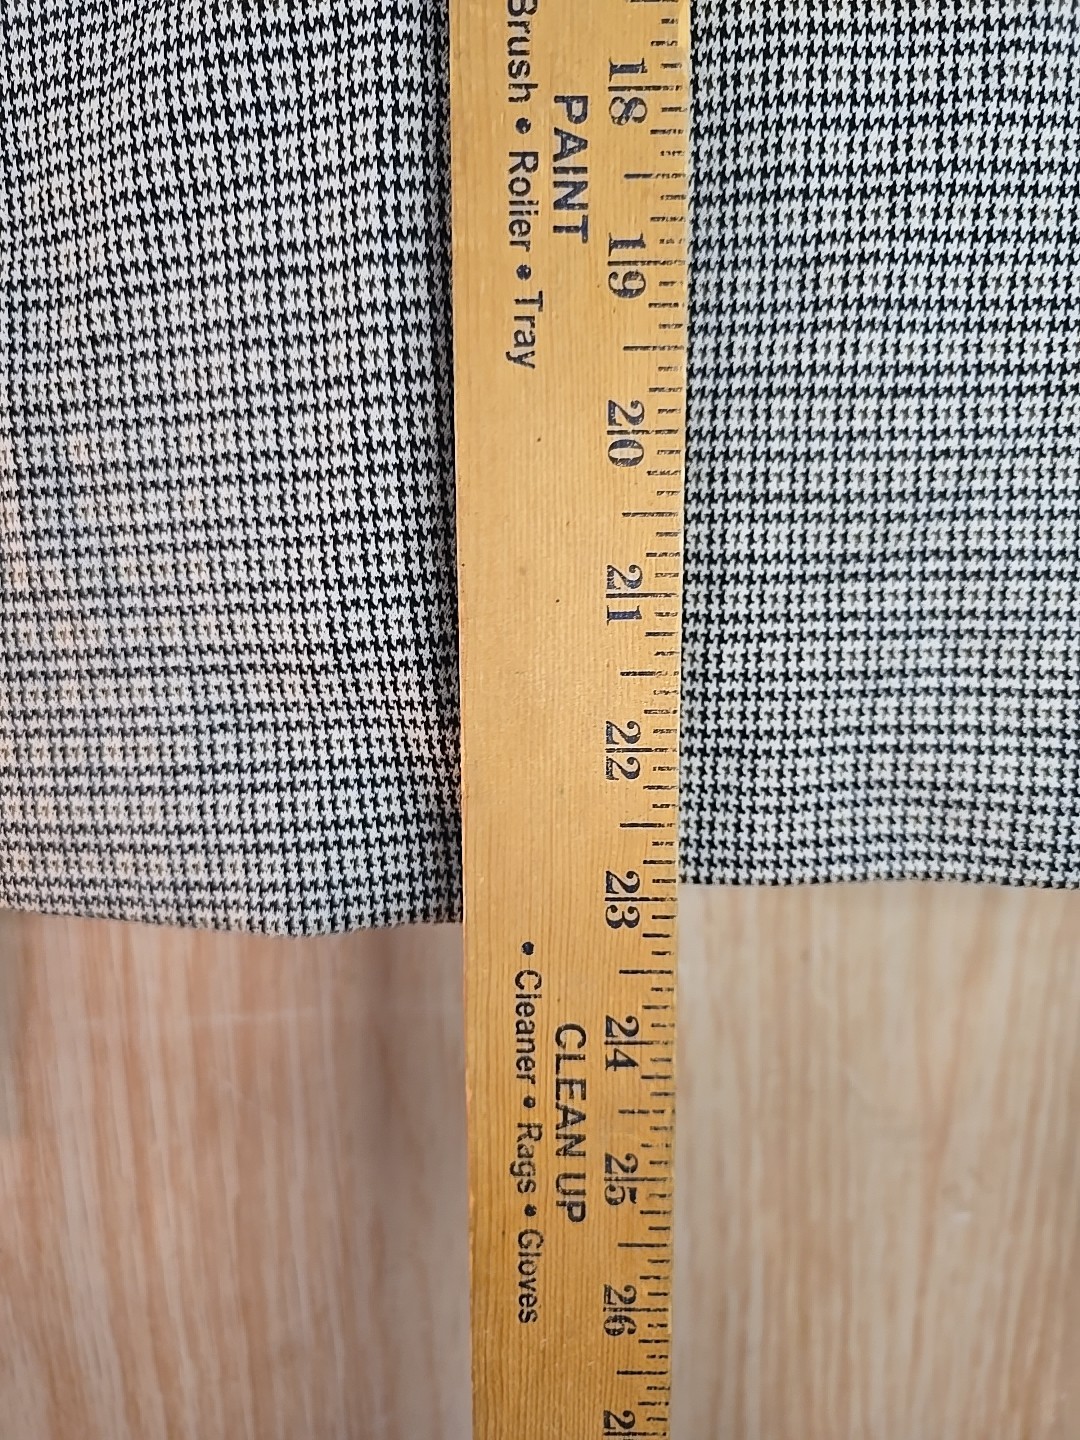 PAINT
Brush • Roller • Tray
CLEAN UP
• Cleaner • Rags • Gloves
18
19
20
21
22
23
24
25
26